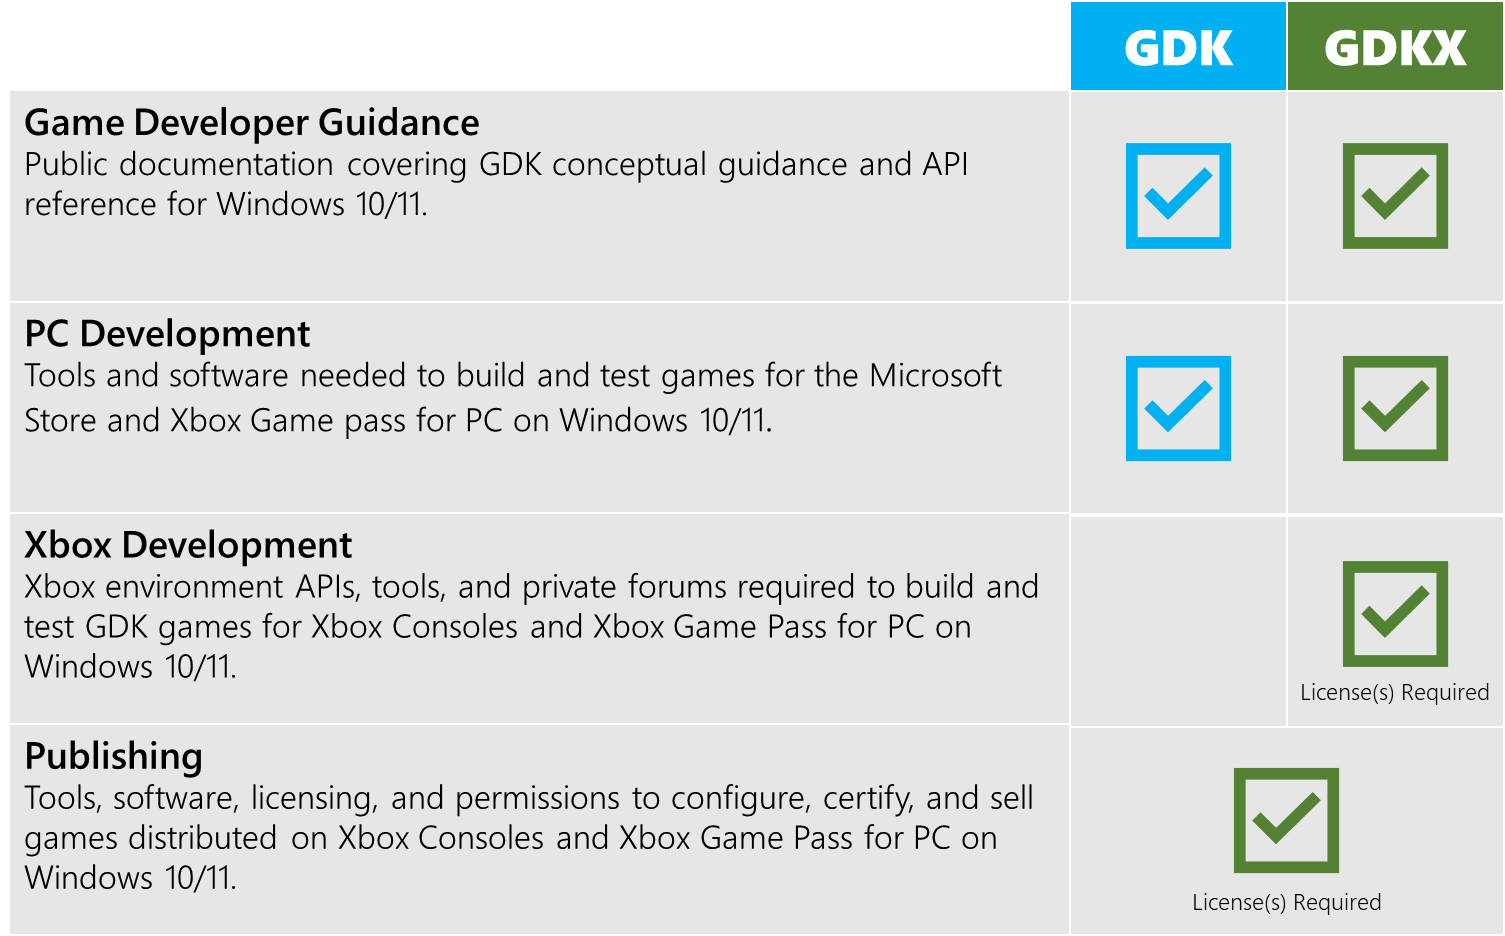 GDK GDKX
Game Developer Guidance
Public documentation covering GDK conceptual guidance and API
reference for Windows 10/11.
PC Development
Tools and software needed to build and test games for the Microsoft
Store and Xbox Game pass for PC on Windows 10/11.
Xbox Development
Xbox environment APIs, tools, and private forums required to build and
test GDK games for Xbox Consoles and Xbox Game Pass for PC on
Windows 10/11.
License(s) Required
Publishing
Tools, software, licensing, and permissions to configure, certify, and sell
games distributed on Xbox Consoles and Xbox Game Pass for PC on
Windows 10/11.
License(s) Required